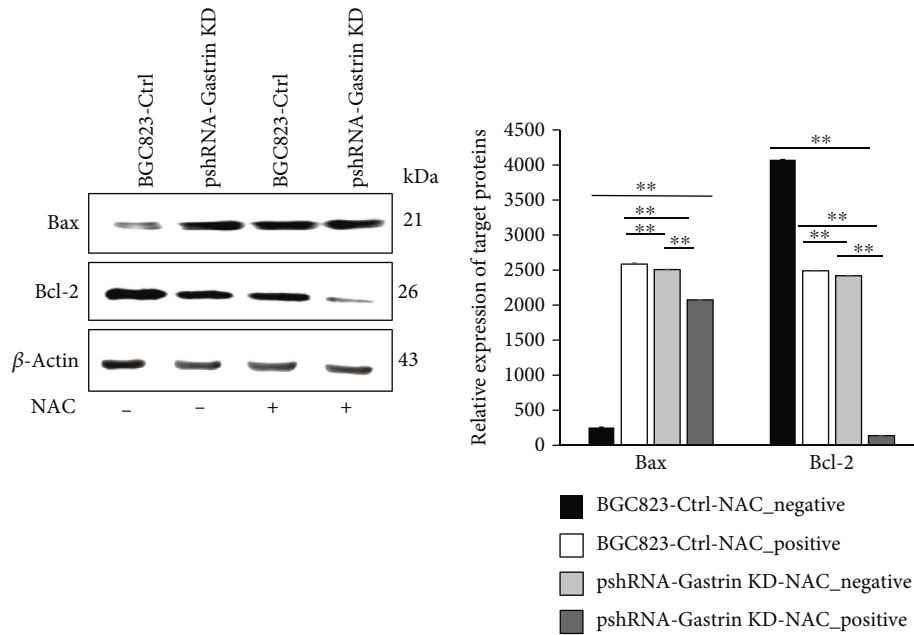 BGC823-Ctrl
pshRNA-Gastrin KD
BGC823-Ctrl
pshRNA-Gastrin KD
kDa
Bax
21
Bcl-2
26
β-Actin
43
NAC – – + +
Relative expression of target proteins
4500
4000
3500
3000
2500
2000
1500
1000
500
0
**
**
**
**
**
**
**
**
Bax
Bcl-2
BGC823-Ctrl-NAC_negative
BGC823-Ctrl-NAC_positive
pshRNA-Gastrin KD-NAC_negative
pshRNA-Gastrin KD-NAC_positive